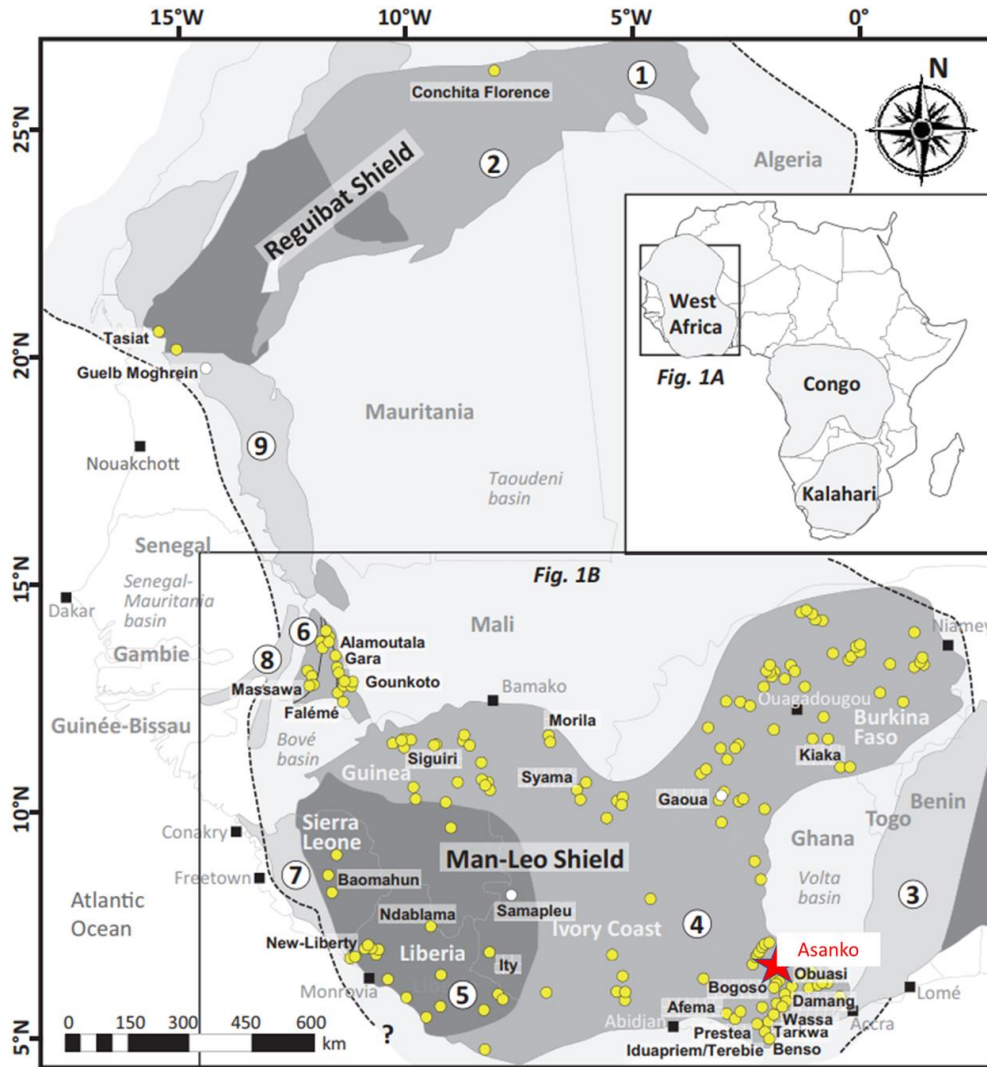 15°W
10°W
5°W
0°
N
25°N
20°N
15°N
10°N
5°N
1
Conchita Florence
2
Algeria
Reguibat Shield
West
Africa
Fig. 1A
Congo
Kalahari
Tasiat
Guelb Moghrein
Mauritania
9
Nouakchott
Taoudeni
basin
Senegal
Fig. 1B
Senegal-
Mauritania
basin
Dakar
6
Mali
Niamey
Alamoutala
Gara
Gambie
8
Gounkoto
Massawa
Bamako
Ouagadougou
Falémé
Guinée-Bissau
Morila
Burkina
Faso
Bové
basin
Siguiri
Kiaka
Guinea
Syama
Gaoua
Benin
Togo
Conakry
Sierra
Leone
Ghana
Man-Leo Shield
7
Freetown
Baomahun
Volta
basin
3
Atlantic
Ocean
Samapleu
Ndablama
Ivory Coast
4
New-Liberty
Liberia
Asanko
Ity
Obuasi
Monrovia
5
Bogoso
Damang
Lomé
Afema
Wassa
Accra
Abidjan
Prestea
Tarkwa
Iduapriem/Terebie
Benso
?
0 150 300 450 600
km